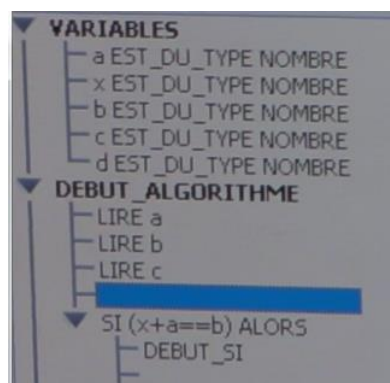 VARIABLES
a EST_DU_TYPE NOMBRE
x EST_DU_TYPE NOMBRE
b EST_DU_TYPE NOMBRE
c EST_DU_TYPE NOMBRE
d EST_DU_TYPE NOMBRE
DEBUT_ALGORITHME
LIRE a
LIRE b
LIRE c
SI (x+a==b) ALORS
DEBUT_SI